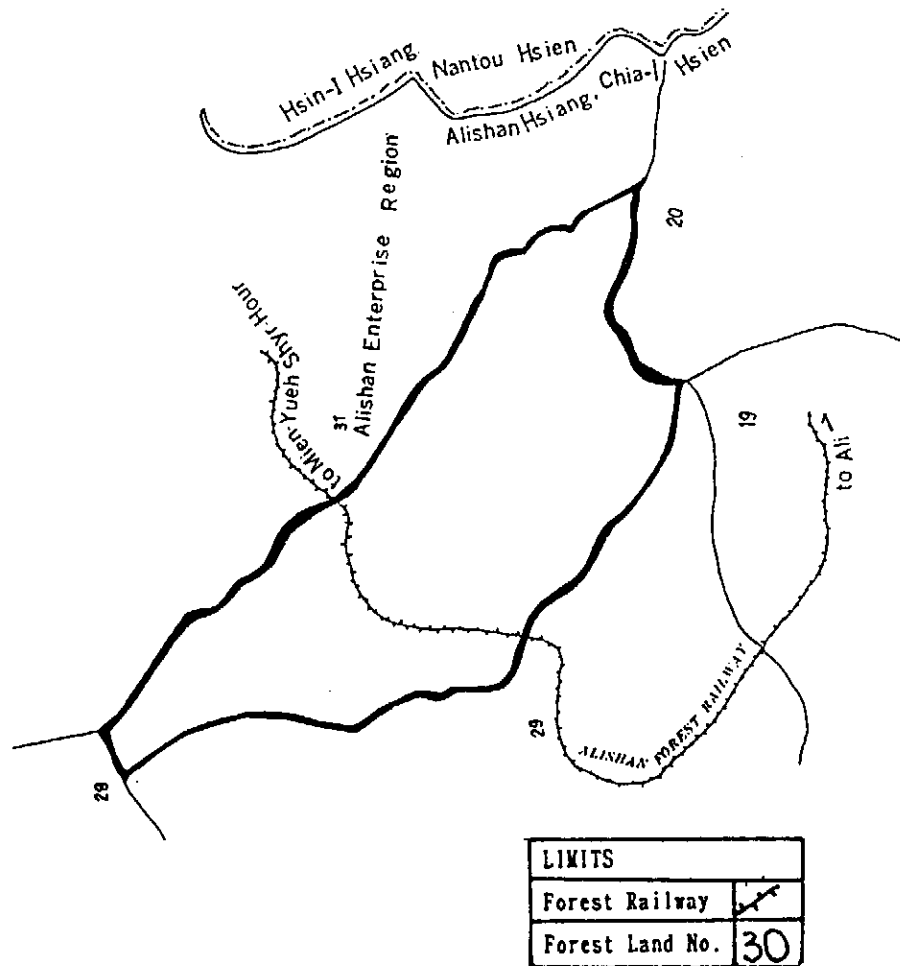 Hsin-I Hsiang, Nantou Hsien
Alishan Hsiang, Chia-I Hsien
Alishan Enterprise Region
to Mien-Yueh Shyr-Hour
31
20
19
to Ali
29
29
ALISHAN FOREST RAILWAY
LIMITS
Forest Railway
Forest Land No. 30